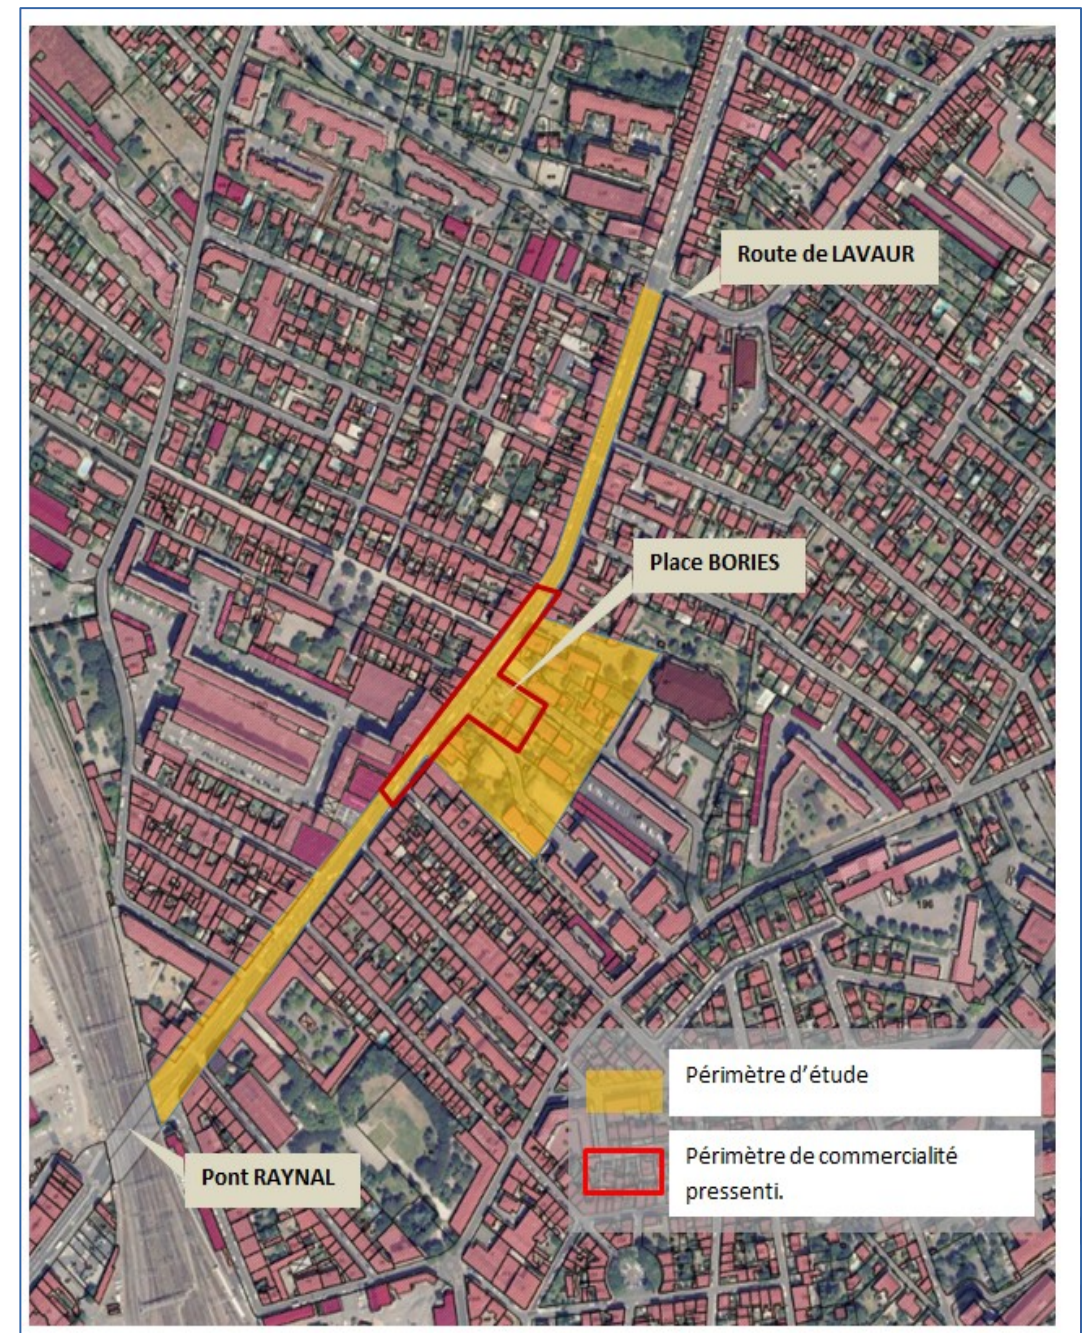 Route de LAVAUR
Place BORIES
Périmètre d'étude
Périmètre de commercialité
pressenti.
Pont RAYNAL